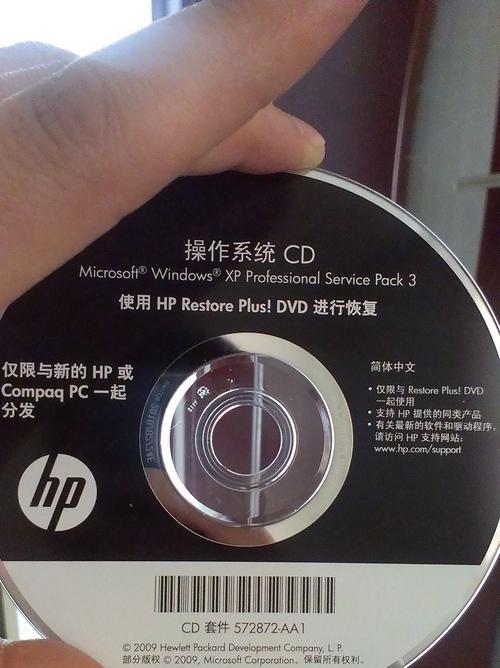 操作系统 CD
Microsoft® Windows® XP Professional Service Pack 3
使用 HP Restore Plus! DVD 进行恢复
仅限与新的 HP 或
Compaq PC 一起
分发
简体中文
• 仅限与 Restore Plus! DVD
一起使用
• 支持 HP 提供的同类产品
• 有关最新的软件和驱动程序,
请访问 HP 支持网站:
www.hp.com/support
hp
CD 套件 572872-AA1
© 2009 Hewlett Packard Development Company, L. P.
部分版权 © 2009, Microsoft Corporation. 保留所有权利.